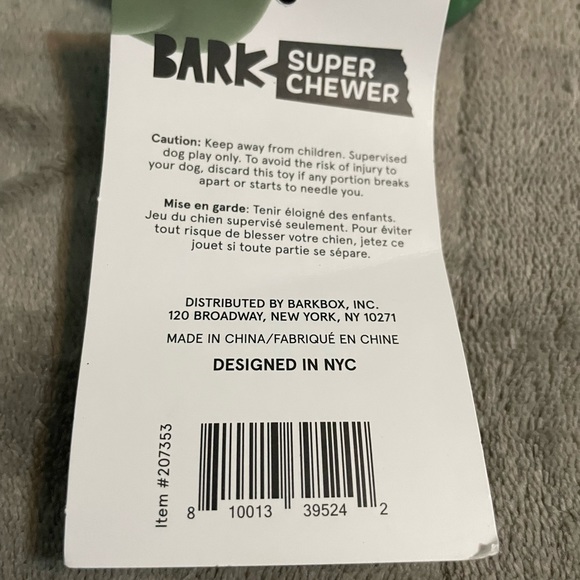 BARK SUPER CHEWER
Caution: Keep away from children. Supervised
dog play only. To avoid the risk of injury to
your dog, discard this toy if any portion breaks
apart or starts to needle you.
Mise en garde: Tenir éloigné des enfants.
Jeu du chien supervisé seulement. Pour éviter
tout risque de blesser votre chien, jetez ce
jouet si toute partie se sépare.
DISTRIBUTED BY BARKBOX, INC.
120 BROADWAY, NEW YORK, NY 10271
MADE IN CHINA/FABRIQUÉ EN CHINE
DESIGNED IN NYC
Item #207353
8 10013 39524 2